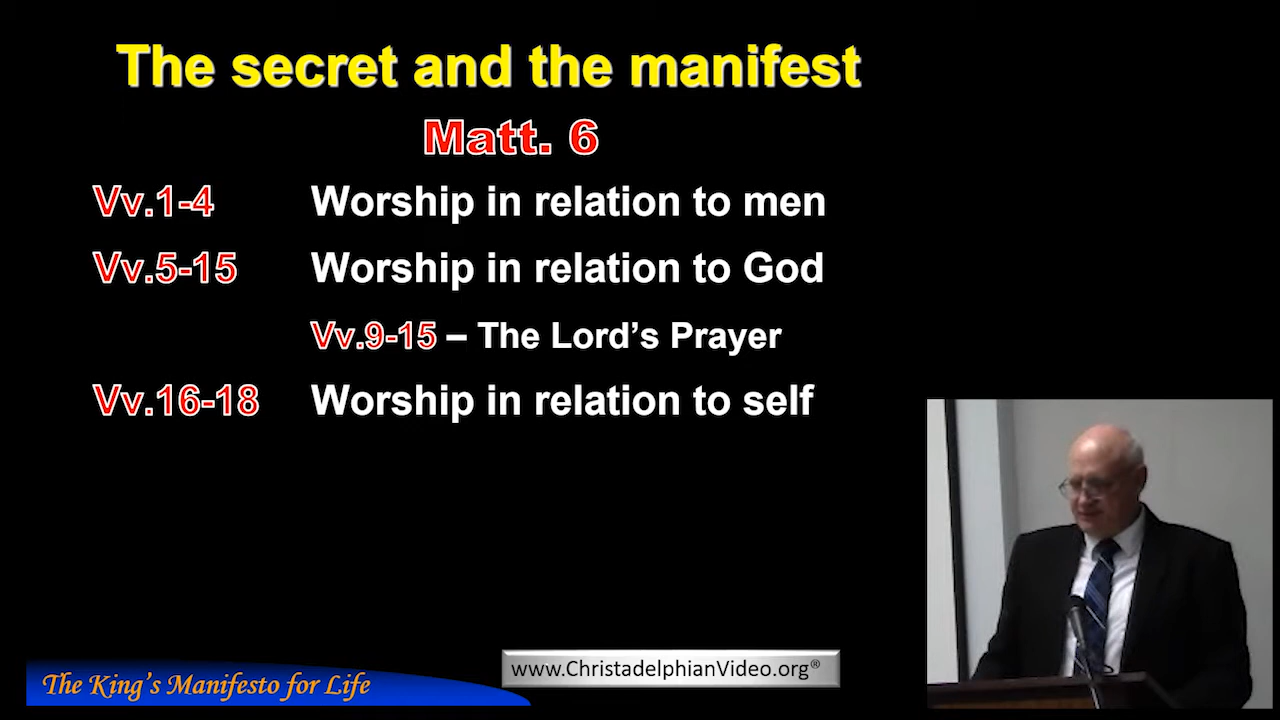 The secret and the manifest
Matt. 6
Vv.1-4 Worship in relation to men
Vv.5-15 Worship in relation to God
Vv.9-15 – The Lord’s Prayer
Vv.16-18 Worship in relation to self
The King’s Manifesto for Life
www.ChristadelphianVideo.org®